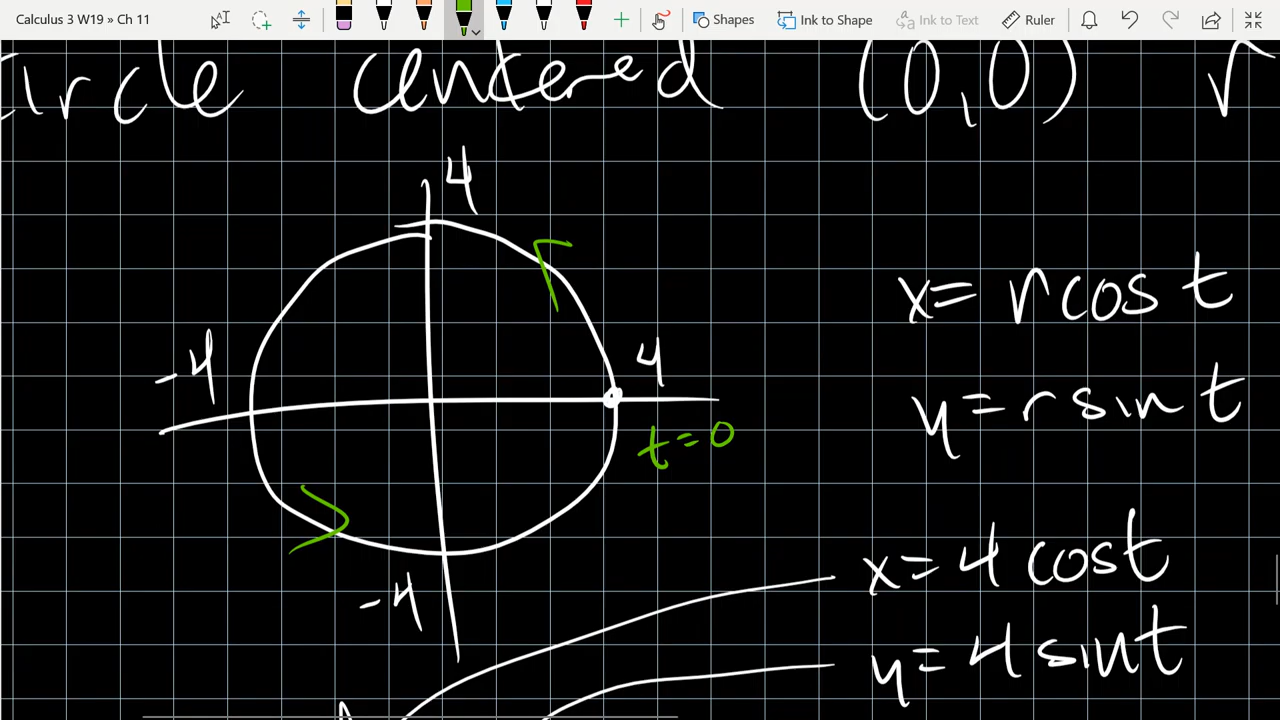 Calculus 3 W19 » Ch 11
Shapes
Ink to Shape
Ink to Text
Ruler
ircle centered (0,0) r
4
-4
4
t=0
-4
x= r cos t
y= r sin t
x= 4 cos t
y= 4 sin t